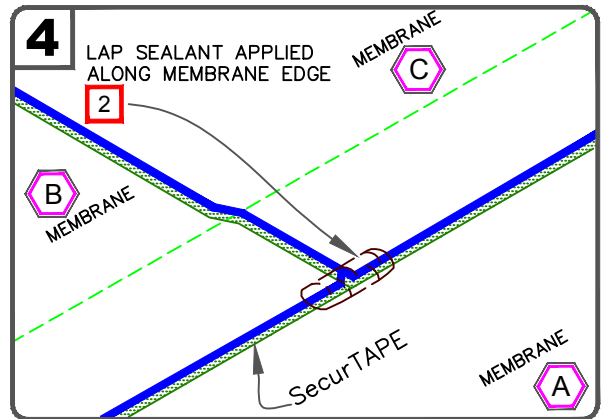 4
LAP SEALANT APPLIED
ALONG MEMBRANE EDGE
2
MEMBRANE
C
B
MEMBRANE
SecurTAPE
MEMBRANE
A